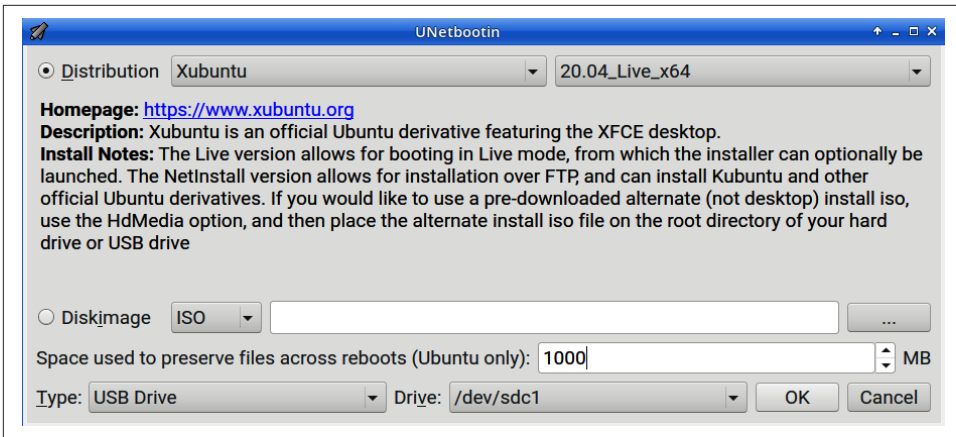 UNetbootin
Distribution Xubuntu 20.04_Live_x64
Homepage: https://www.xubuntu.org
Description: Xubuntu is an official Ubuntu derivative featuring the XFCE desktop.
Install Notes: The Live version allows for booting in Live mode, from which the installer can optionally be
launched. The NetInstall version allows for installation over FTP, and can install Kubuntu and other
official Ubuntu derivatives. If you would like to use a pre-downloaded alternate (not desktop) install iso,
use the HdMedia option, and then place the alternate install iso file on the root directory of your hard
drive or USB drive
Diskimage ISO ...
Space used to preserve files across reboots (Ubuntu only): 1000 MB
Type: USB Drive Drive: /dev/sdc1 OK Cancel